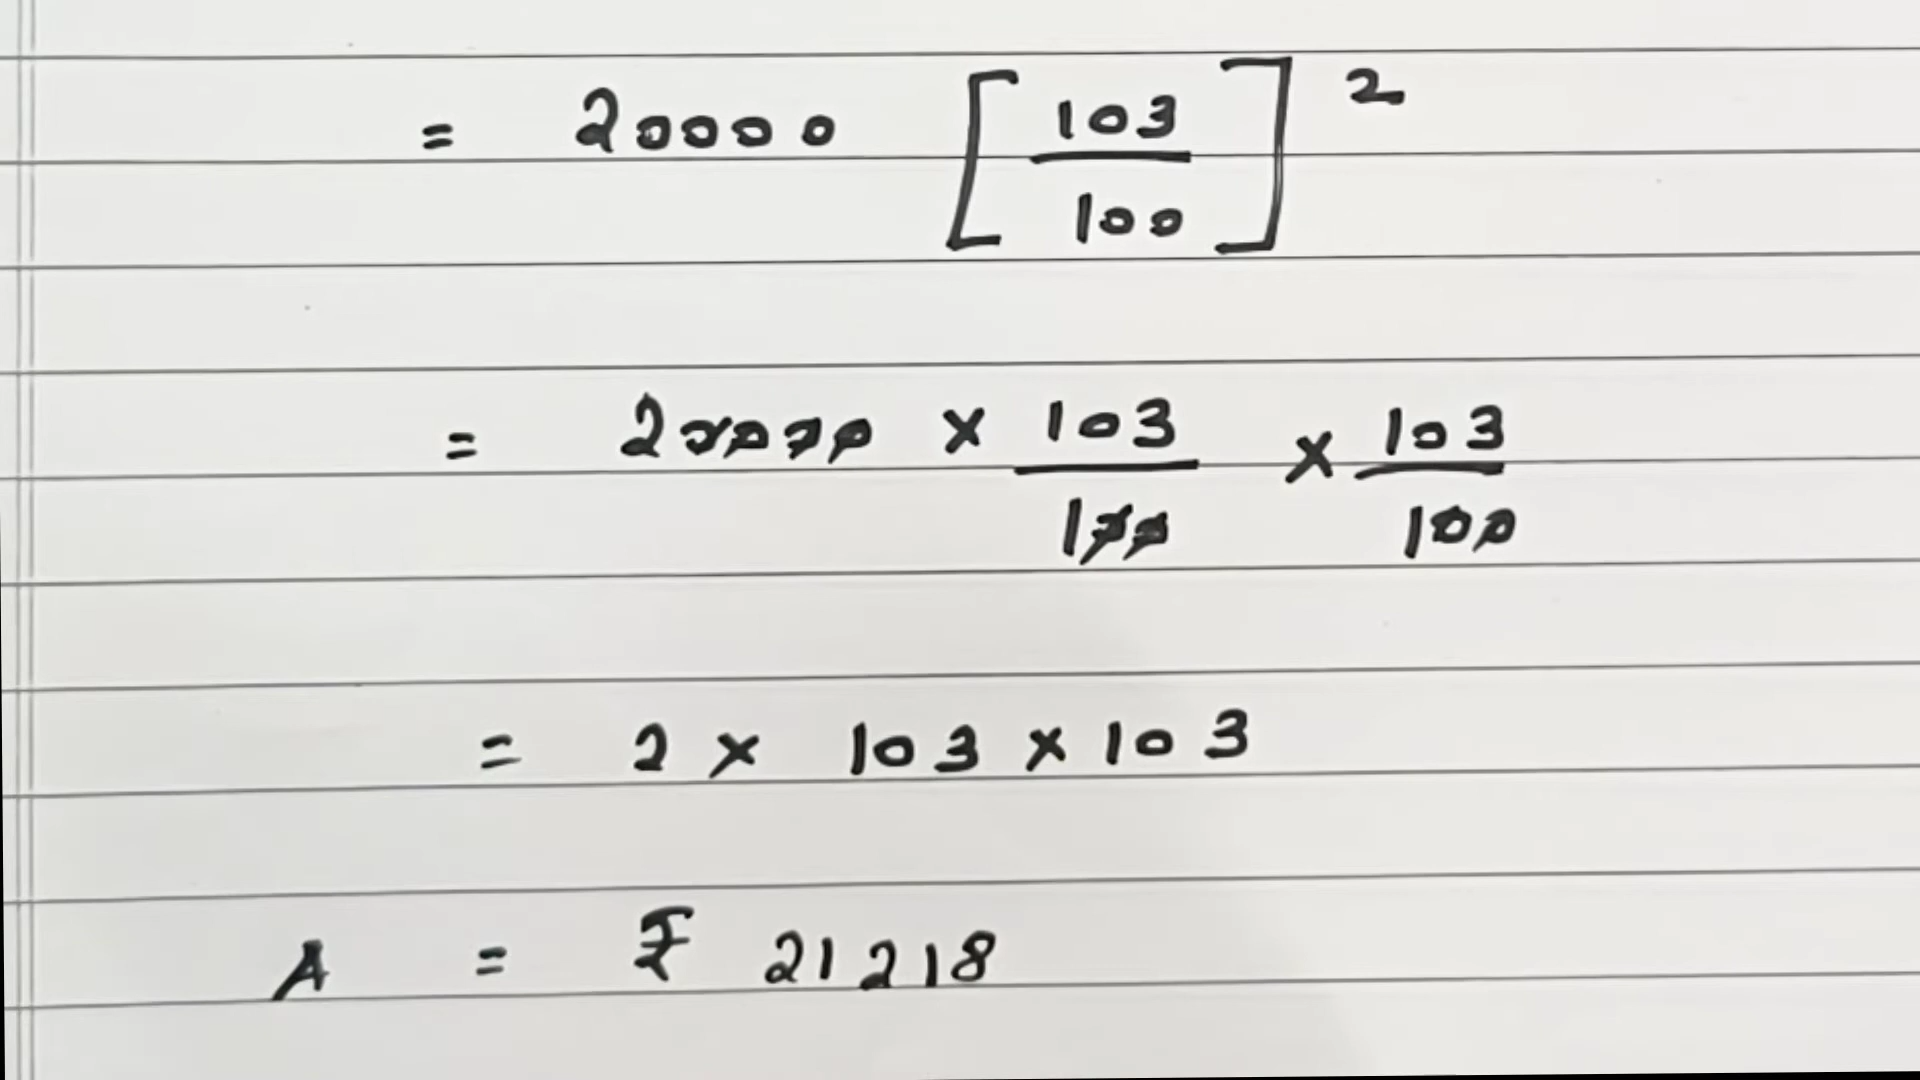 = 20000 [103/100]²
= 20000 × 103/100 × 103/100
= 2 × 103 × 103
A = ₹ 21218